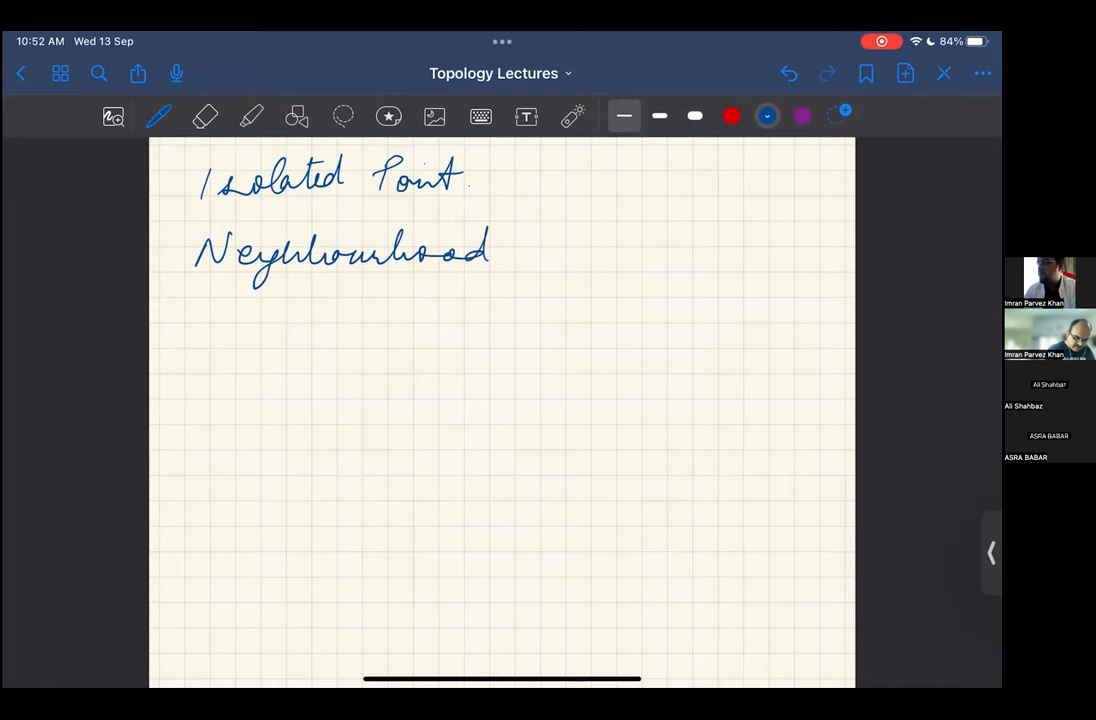 10:52 AM Wed 13 Sep
84%
Topology Lectures
T
Isolated Point
Neighbourhood
Imran Parvez Khan
Imran Parvez Khan
Ali Shahbaz
Ali Shahbaz
ASRA BABAR
ASRA BABAR